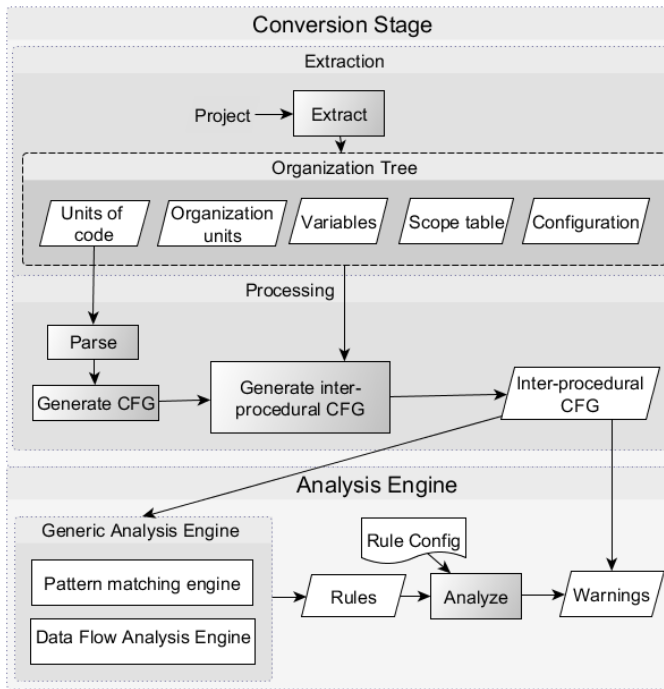 Conversion Stage
Extraction
Project
Extract
Organization Tree
Units of
code
Organization
units
Variables
Scope table
Configuration
Processing
Parse
Generate CFG
Generate inter-
procedural CFG
Inter-procedural
CFG
Analysis Engine
Generic Analysis Engine
Pattern matching engine
Data Flow Analysis Engine
Rule Config
Rules
Analyze
Warnings